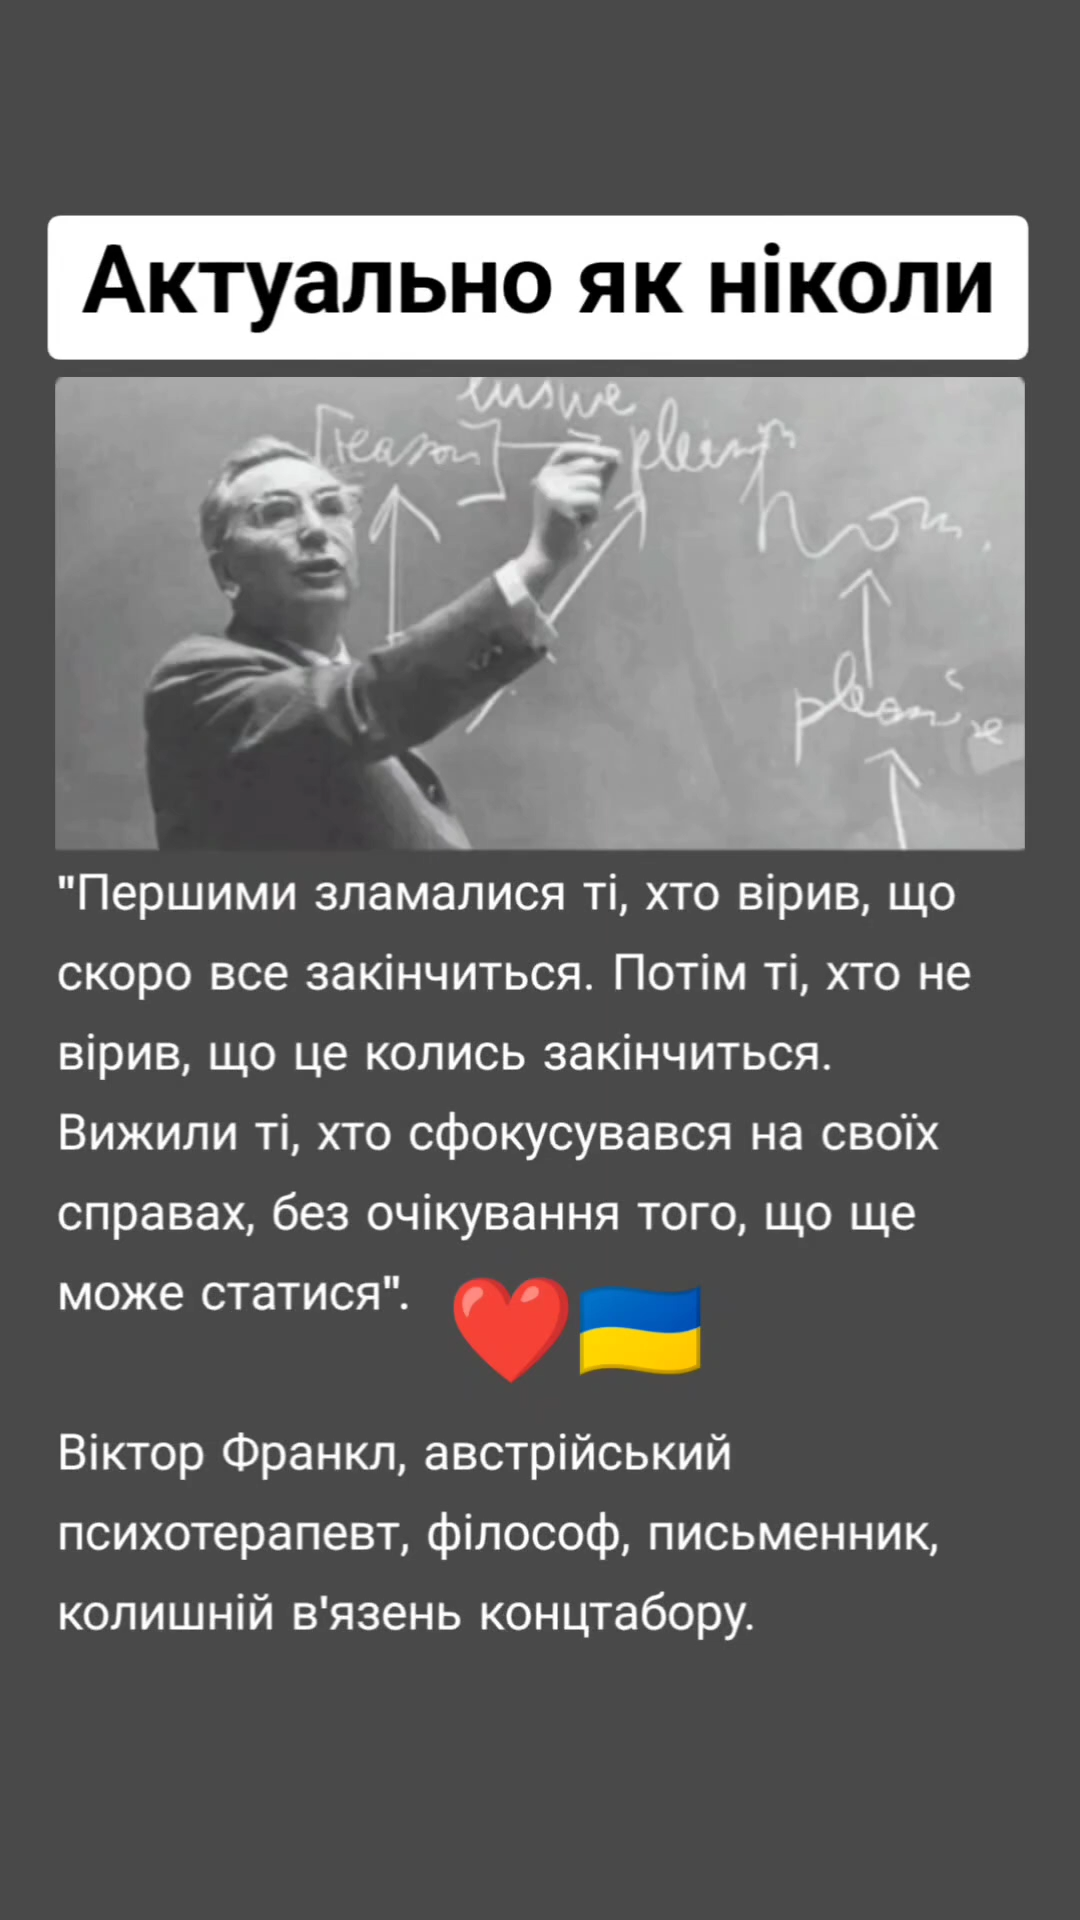 Актуально як ніколи
[reason]
pleasure
"Першими зламалися ті, хто вірив, що
скоро все закінчиться. Потім ті, хто не
вірив, що це колись закінчиться.
Вижили ті, хто сфокусувався на своїх
справах, без очікування того, що ще
може статися".
Віктор Франкл, австрійський
психотерапевт, філософ, письменник,
колишній в'язень концтабору.